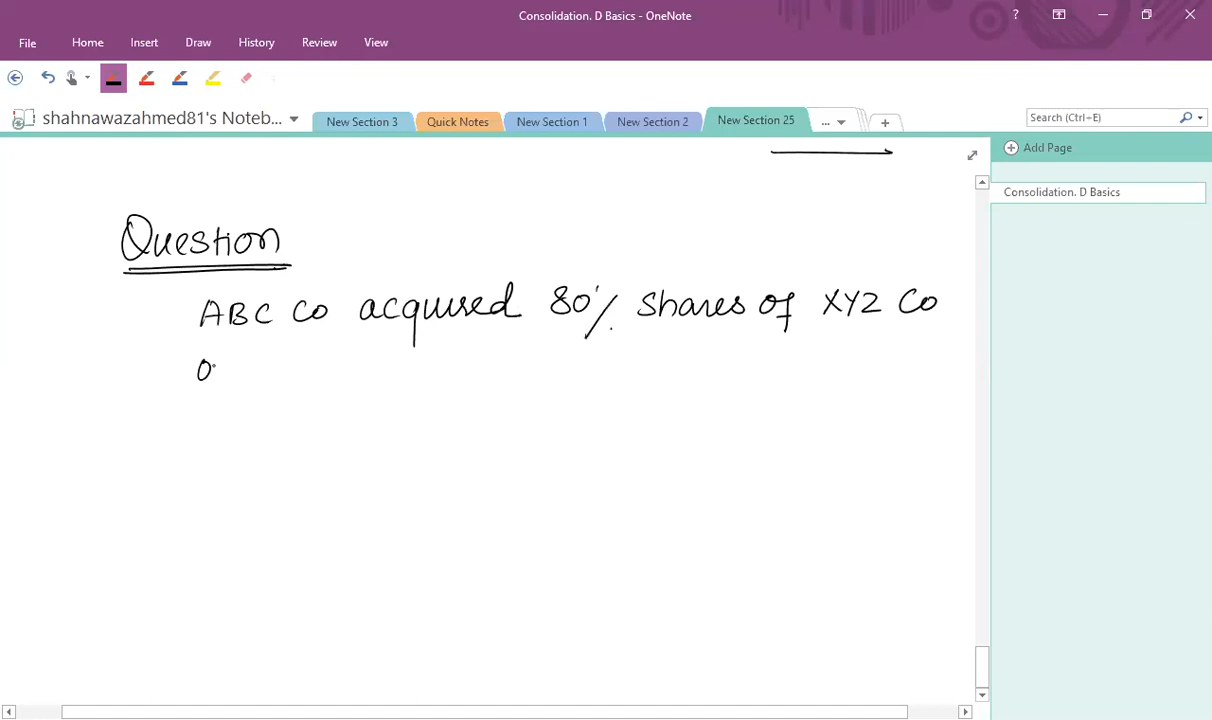 Consolidation. D Basics - OneNote
?
File Home Insert Draw History Review View
shahnawazahmed81's Noteb...
New Section 3 Quick Notes New Section 1 New Section 2 New Section 25 ... +
Search (Ctrl+E)
Add Page
Consolidation. D Basics
Question
ABC Co acquired 80% shares of XYZ Co